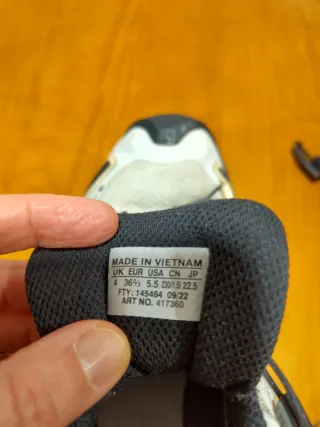 MADE IN VIETNAM
UK EUR USA CN JP
4 36⅔ 5.5 230(1.5) 22.5
FTY: 145464 09/22
ART NO. 417360